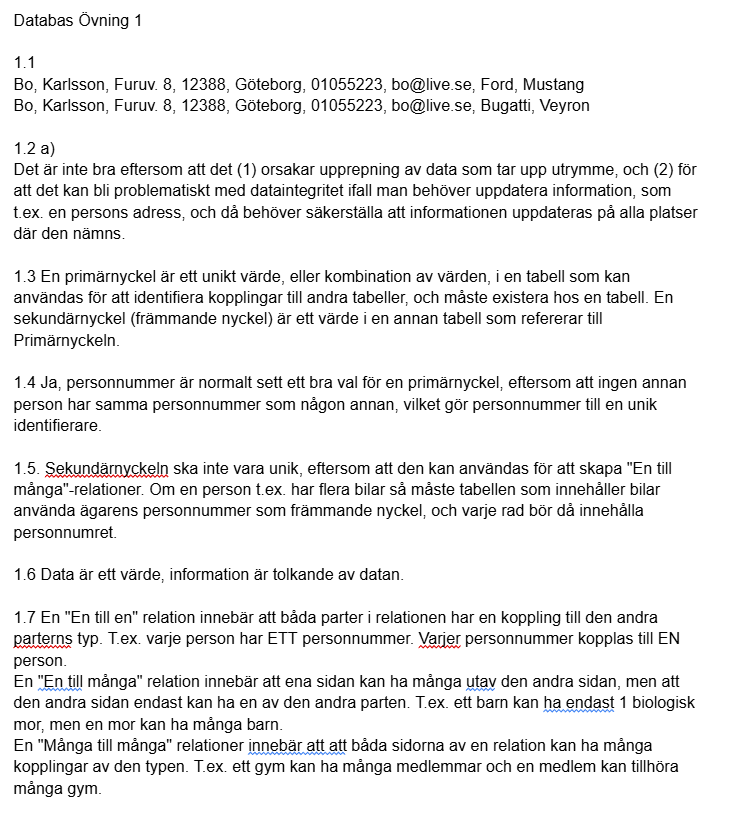 Databas Övning 1
1.1
Bo, Karlsson, Furuv. 8, 12388, Göteborg, 01055223, bo@live.se, Ford, Mustang
Bo, Karlsson, Furuv. 8, 12388, Göteborg, 01055223, bo@live.se, Bugatti, Veyron
1.2 a)
Det är inte bra eftersom att det (1) orsakar upprepning av data som tar upp utrymme, och (2) för
att det kan bli problematiskt med dataintegritet ifall man behöver uppdatera information, som
t.ex. en persons adress, och då behöver säkerställa att informationen uppdateras på alla platser
där den nämns.
1.3 En primärnyckel är ett unikt värde, eller kombination av värden, i en tabell som kan
användas för att identifiera kopplingar till andra tabeller, och måste existera hos en tabell. En
sekundärnyckel (främmande nyckel) är ett värde i en annan tabell som refererar till
Primärnyckeln.
1.4 Ja, personnummer är normalt sett ett bra val för en primärnyckel, eftersom att ingen annan
person har samma personnummer som någon annan, vilket gör personnummer till en unik
identifierare.
1.5. Sekundärnyckeln ska inte vara unik, eftersom att den kan användas för att skapa "En till
många"-relationer. Om en person t.ex. har flera bilar så måste tabellen som innehåller bilar
använda ägarens personnummer som främmande nyckel, och varje rad bör då innehålla
personnumret.
1.6 Data är ett värde, information är tolkande av datan.
1.7 En "En till en" relation innebär att båda parter i relationen har en koppling till den andra
parterns typ. T.ex. varje person har ETT personnummer. Varjer personnummer kopplas till EN
person.
En "En till många" relation innebär att ena sidan kan ha många utav den andra sidan, men att
den andra sidan endast kan ha en av den andra parten. T.ex. ett barn kan ha endast 1 biologisk
mor, men en mor kan ha många barn.
En "Många till många" relationer innebär att att båda sidorna av en relation kan ha många
kopplingar av den typen. T.ex. ett gym kan ha många medlemmar och en medlem kan tillhöra
många gym.